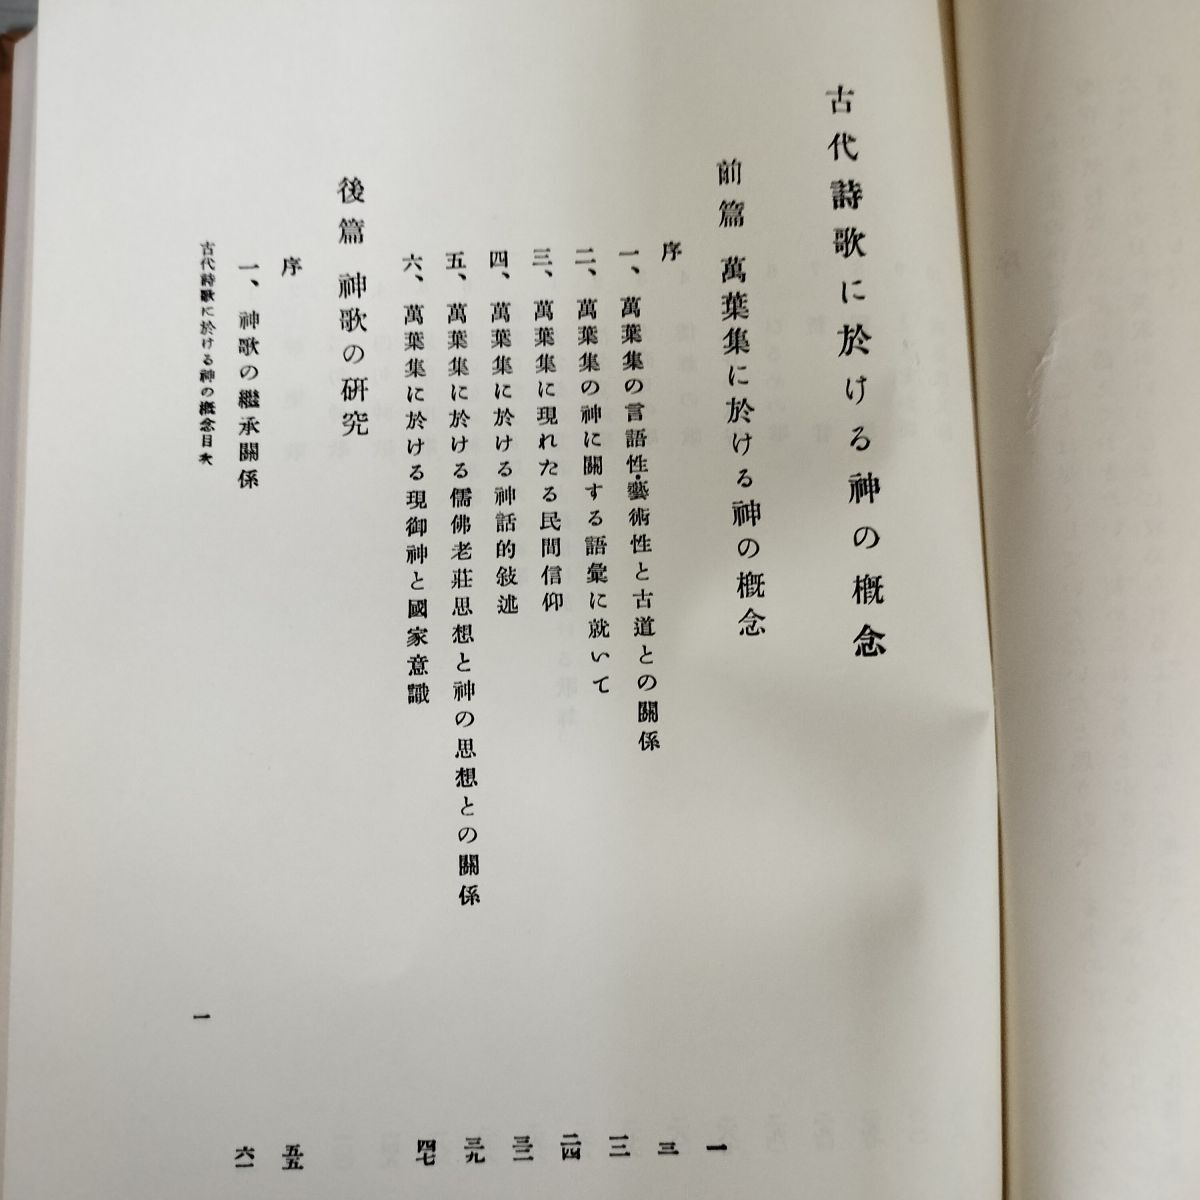 古代詩歌に於ける神の概念
前篇 萬葉集に於ける神の概念
序 一
一、萬葉集の言語性・藝術性と古道との關係 三
二、萬葉集の神に關する語彙に就いて 一二
三、萬葉集に現れたる民間信仰 二四
四、萬葉集に於ける神話的敍述 三二
五、萬葉集に於ける儒佛老莊思想と神の思想との關係 三九
六、萬葉集に於ける現御神と國家意識 四七
後篇 神歌の研究
序 五五
一、神歌の繼承關係 六一
古代詩歌に於ける神の概念目次 一